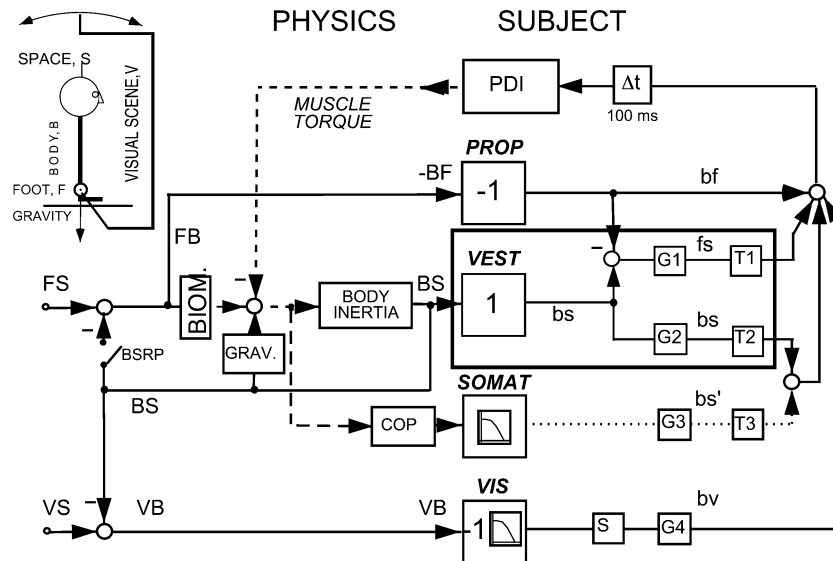 PHYSICS
SUBJECT
SPACE, S
BODY, B
VISUAL SCENE,V
FOOT, F
GRAVITY
MUSCLE
TORQUE
PDI
Δt
100 ms
PROP
-BF
-1
bf
FB
FS
BIOM.
BODY
INERTIA
BS
VEST
1
bs
G1
fs
T1
G2
bs
T2
GRAV.
BSRP
BS
COP
SOMAT
bs'
G3
T3
VIS
VS
VB
VB
-1
S
G4
bv
−
−
−
−